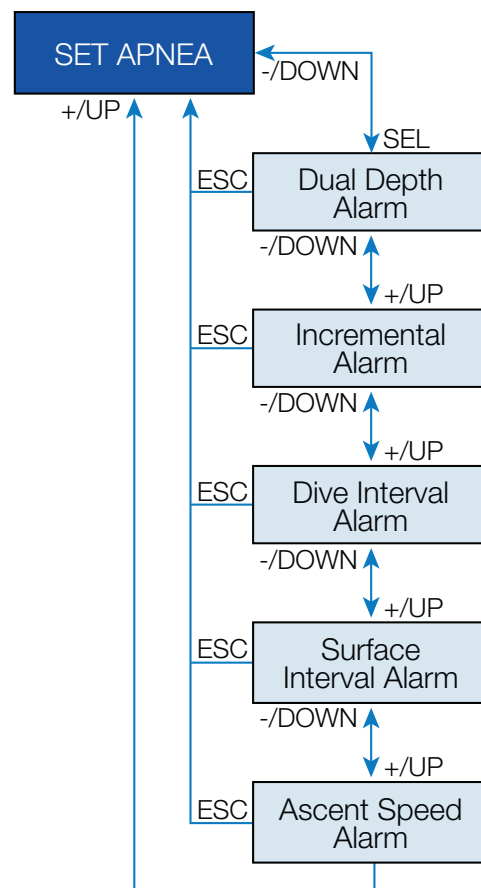 SET APNEA
-/DOWN
+/UP
SEL
ESC
Dual Depth
Alarm
-/DOWN
+/UP
ESC
Incremental
Alarm
-/DOWN
+/UP
ESC
Dive Interval
Alarm
-/DOWN
+/UP
ESC
Surface
Interval Alarm
-/DOWN
+/UP
ESC
Ascent Speed
Alarm